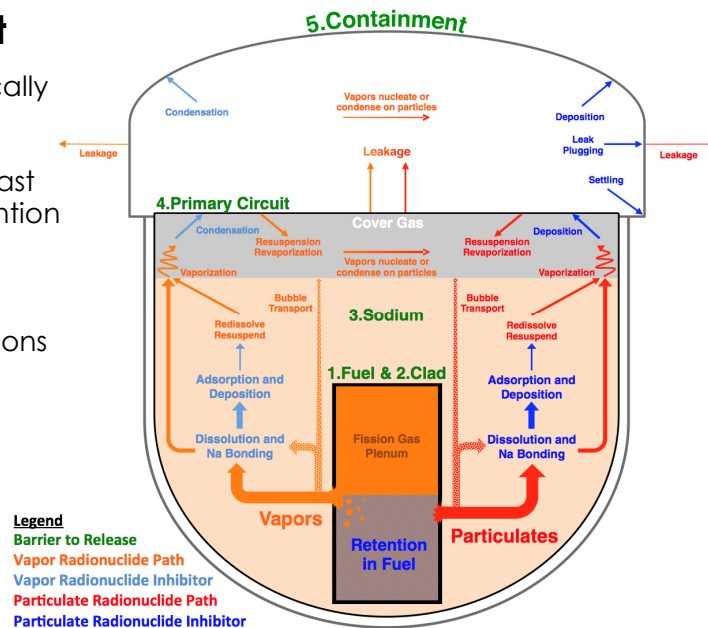 t
cally
ast
ntion
ons
5.Containment
Condensation
Vapors nucleate or
condense on particles
Deposition
Leakage
Leakage
Leak
Plugging
Leakage
Settling
4.Primary Circuit
Cover Gas
Condensation
Resuspension
Revaporization
Vapors nucleate or
condense on particles
Resuspension
Revaporization
Deposition
Vaporization
Vaporization
Bubble
Transport
3.Sodium
Bubble
Transport
Redissolve
Resuspend
Redissolve
Resuspend
1.Fuel & 2.Clad
Adsorption and
Deposition
Adsorption and
Deposition
Dissolution and
Na Bonding
Fission Gas
Plenum
Dissolution and
Na Bonding
Vapors
Particulates
Retention
in Fuel
Legend
Barrier to Release
Vapor Radionuclide Path
Vapor Radionuclide Inhibitor
Particulate Radionuclide Path
Particulate Radionuclide Inhibitor